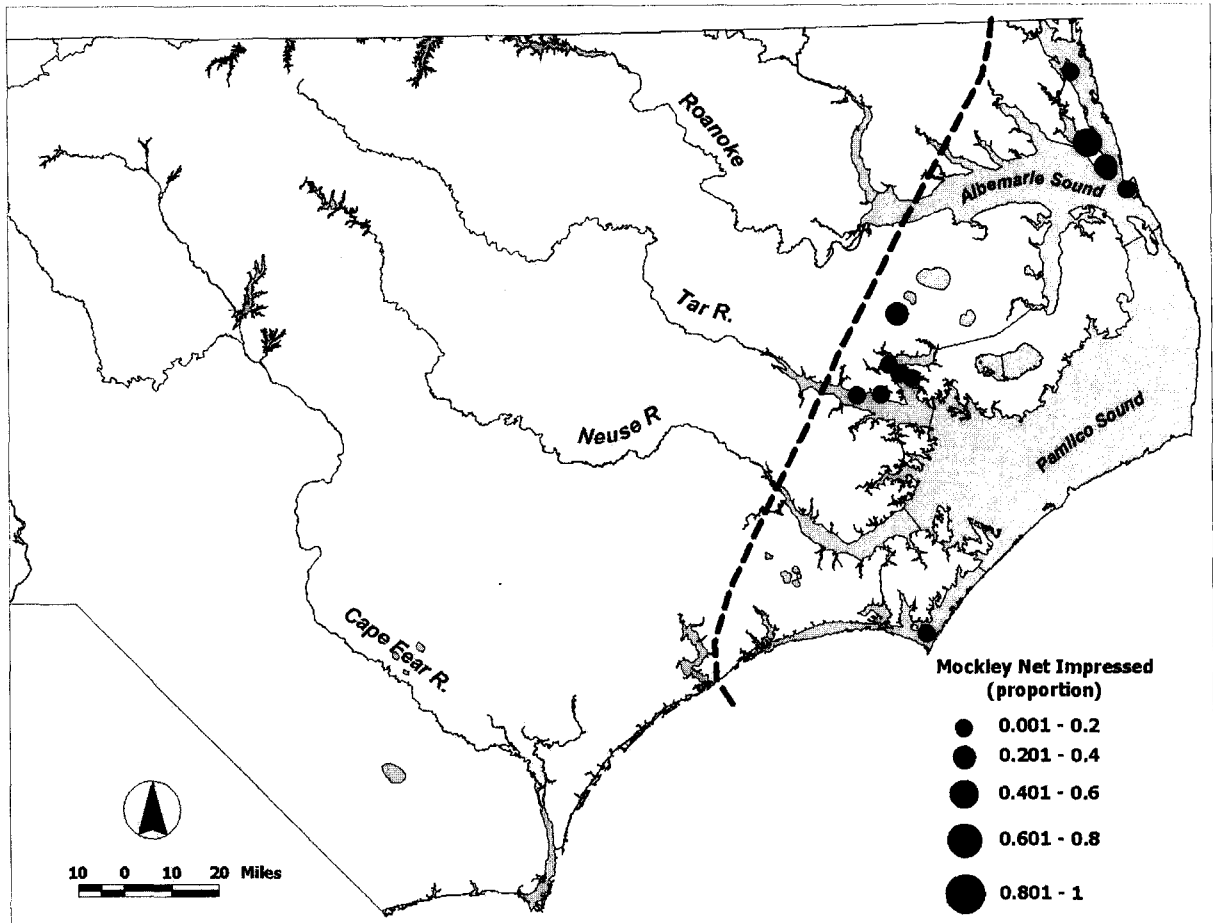 Roanoke
Albemarle Sound
Tar R.
Neuse R
Pamlico Sound
Cape Fear R.
Mockley Net Impressed
(proportion)
0.001 - 0.2
0.201 - 0.4
0.401 - 0.6
0.601 - 0.8
0.801 - 1
10 0 10 20 Miles